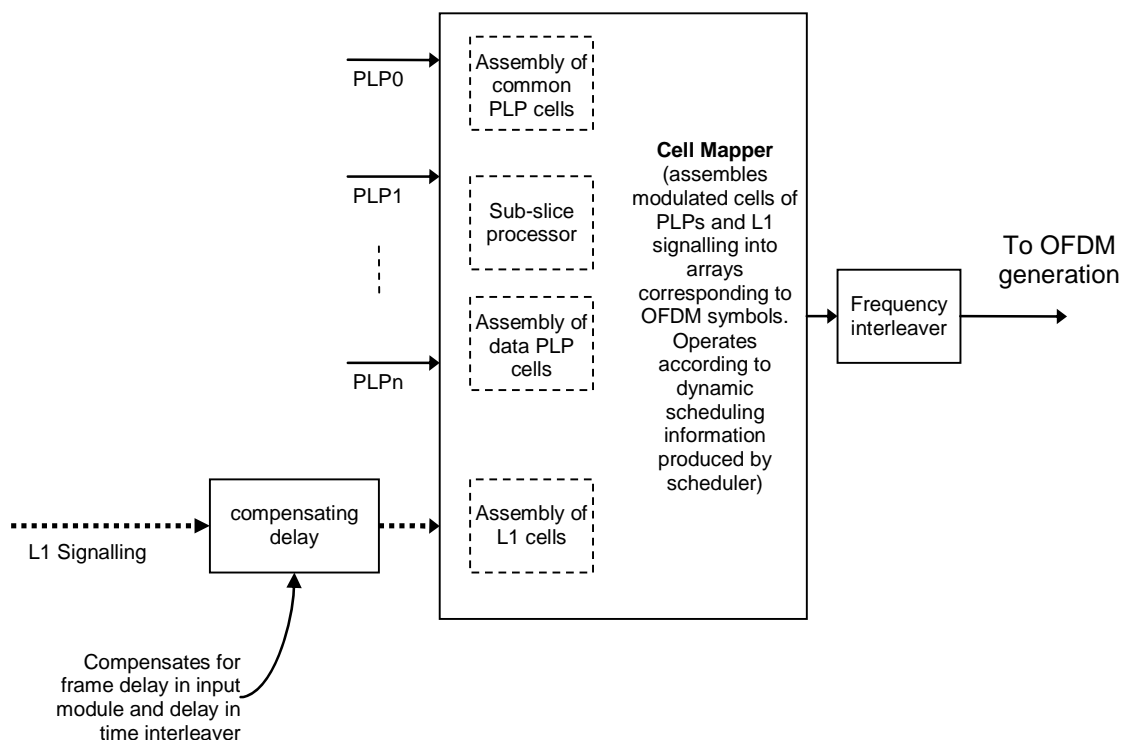 PLP0
Assembly of
common
PLP cells
PLP1
Sub-slice
processor
Assembly of
data PLP
cells
PLPn
Cell Mapper
(assembles
modulated cells of
PLPs and L1
signalling into
arrays
corresponding to
OFDM symbols.
Operates
according to
dynamic
scheduling
information
produced by
scheduler)
To OFDM
generation
Frequency
interleaver
L1 Signalling
compensating
delay
Assembly of
L1 cells
Compensates for
frame delay in input
module and delay in
time interleaver